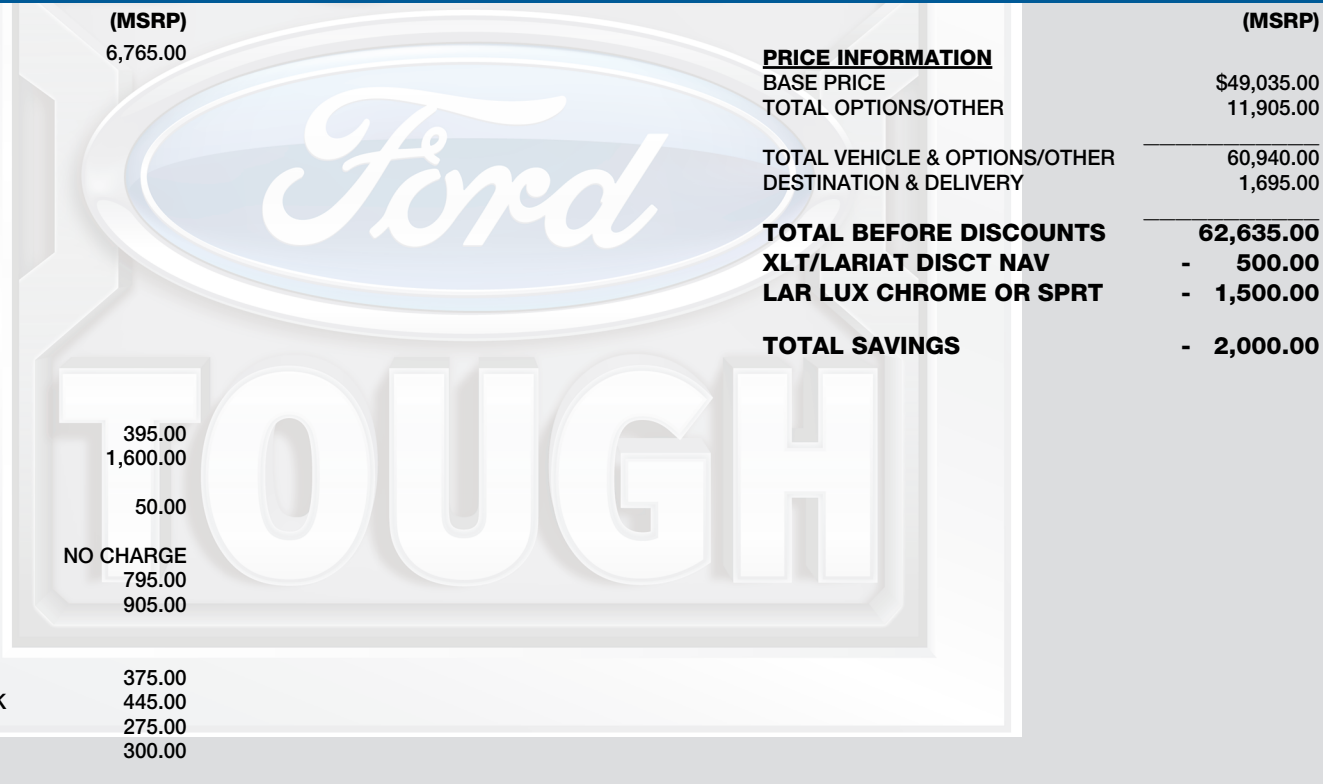 (MSRP)
6,765.00
395.00
1,600.00
50.00
NO CHARGE
795.00
905.00
375.00
K 445.00
275.00
300.00
Ford
TOUGH
(MSRP)
PRICE INFORMATION
BASE PRICE $49,035.00
TOTAL OPTIONS/OTHER 11,905.00
TOTAL VEHICLE & OPTIONS/OTHER 60,940.00
DESTINATION & DELIVERY 1,695.00
TOTAL BEFORE DISCOUNTS 62,635.00
XLT/LARIAT DISCT NAV - 500.00
LAR LUX CHROME OR SPRT - 1,500.00
TOTAL SAVINGS - 2,000.00